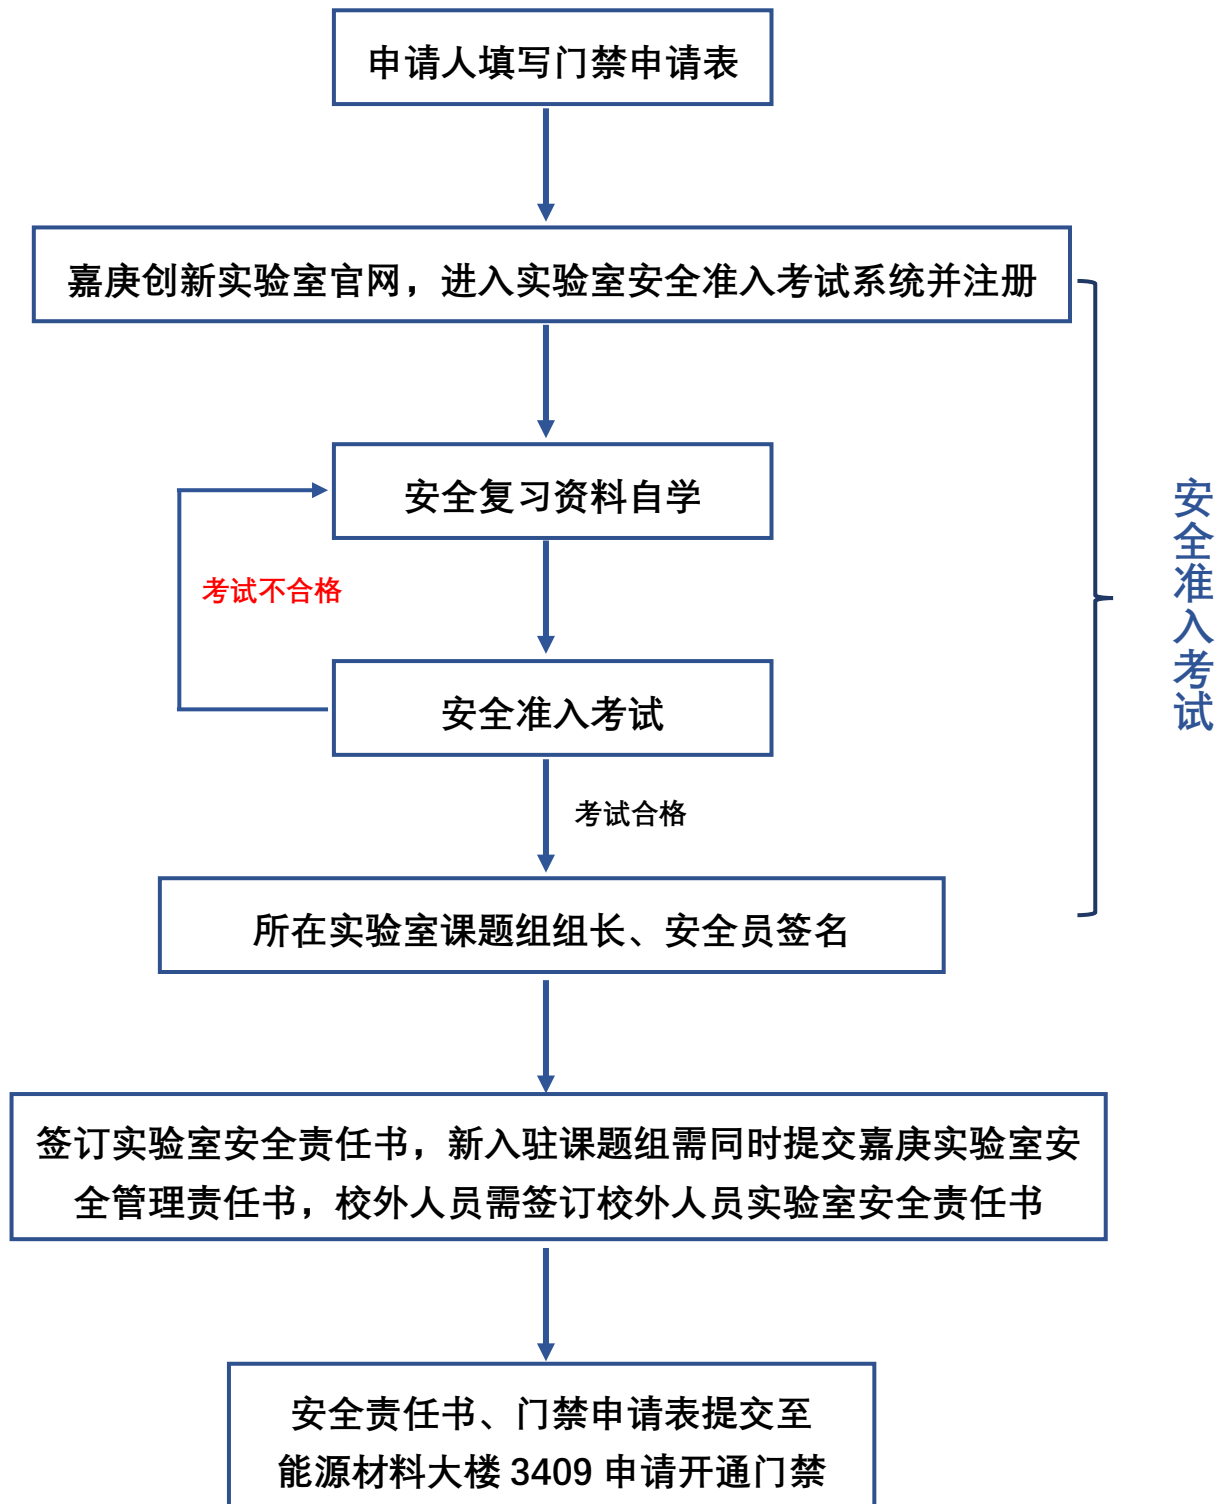 申请人填写门禁申请表
嘉庚创新实验室官网，进入实验室安全准入考试系统并注册
安全复习资料自学
考试不合格
安全准入考试
考试合格
所在实验室课题组组长、安全员签名
安全准入考试
签订实验室安全责任书，新入驻课题组需同时提交嘉庚实验室安
全管理责任书，校外人员需签订校外人员实验室安全责任书
安全责任书、门禁申请表提交至
能源材料大楼 3409 申请开通门禁